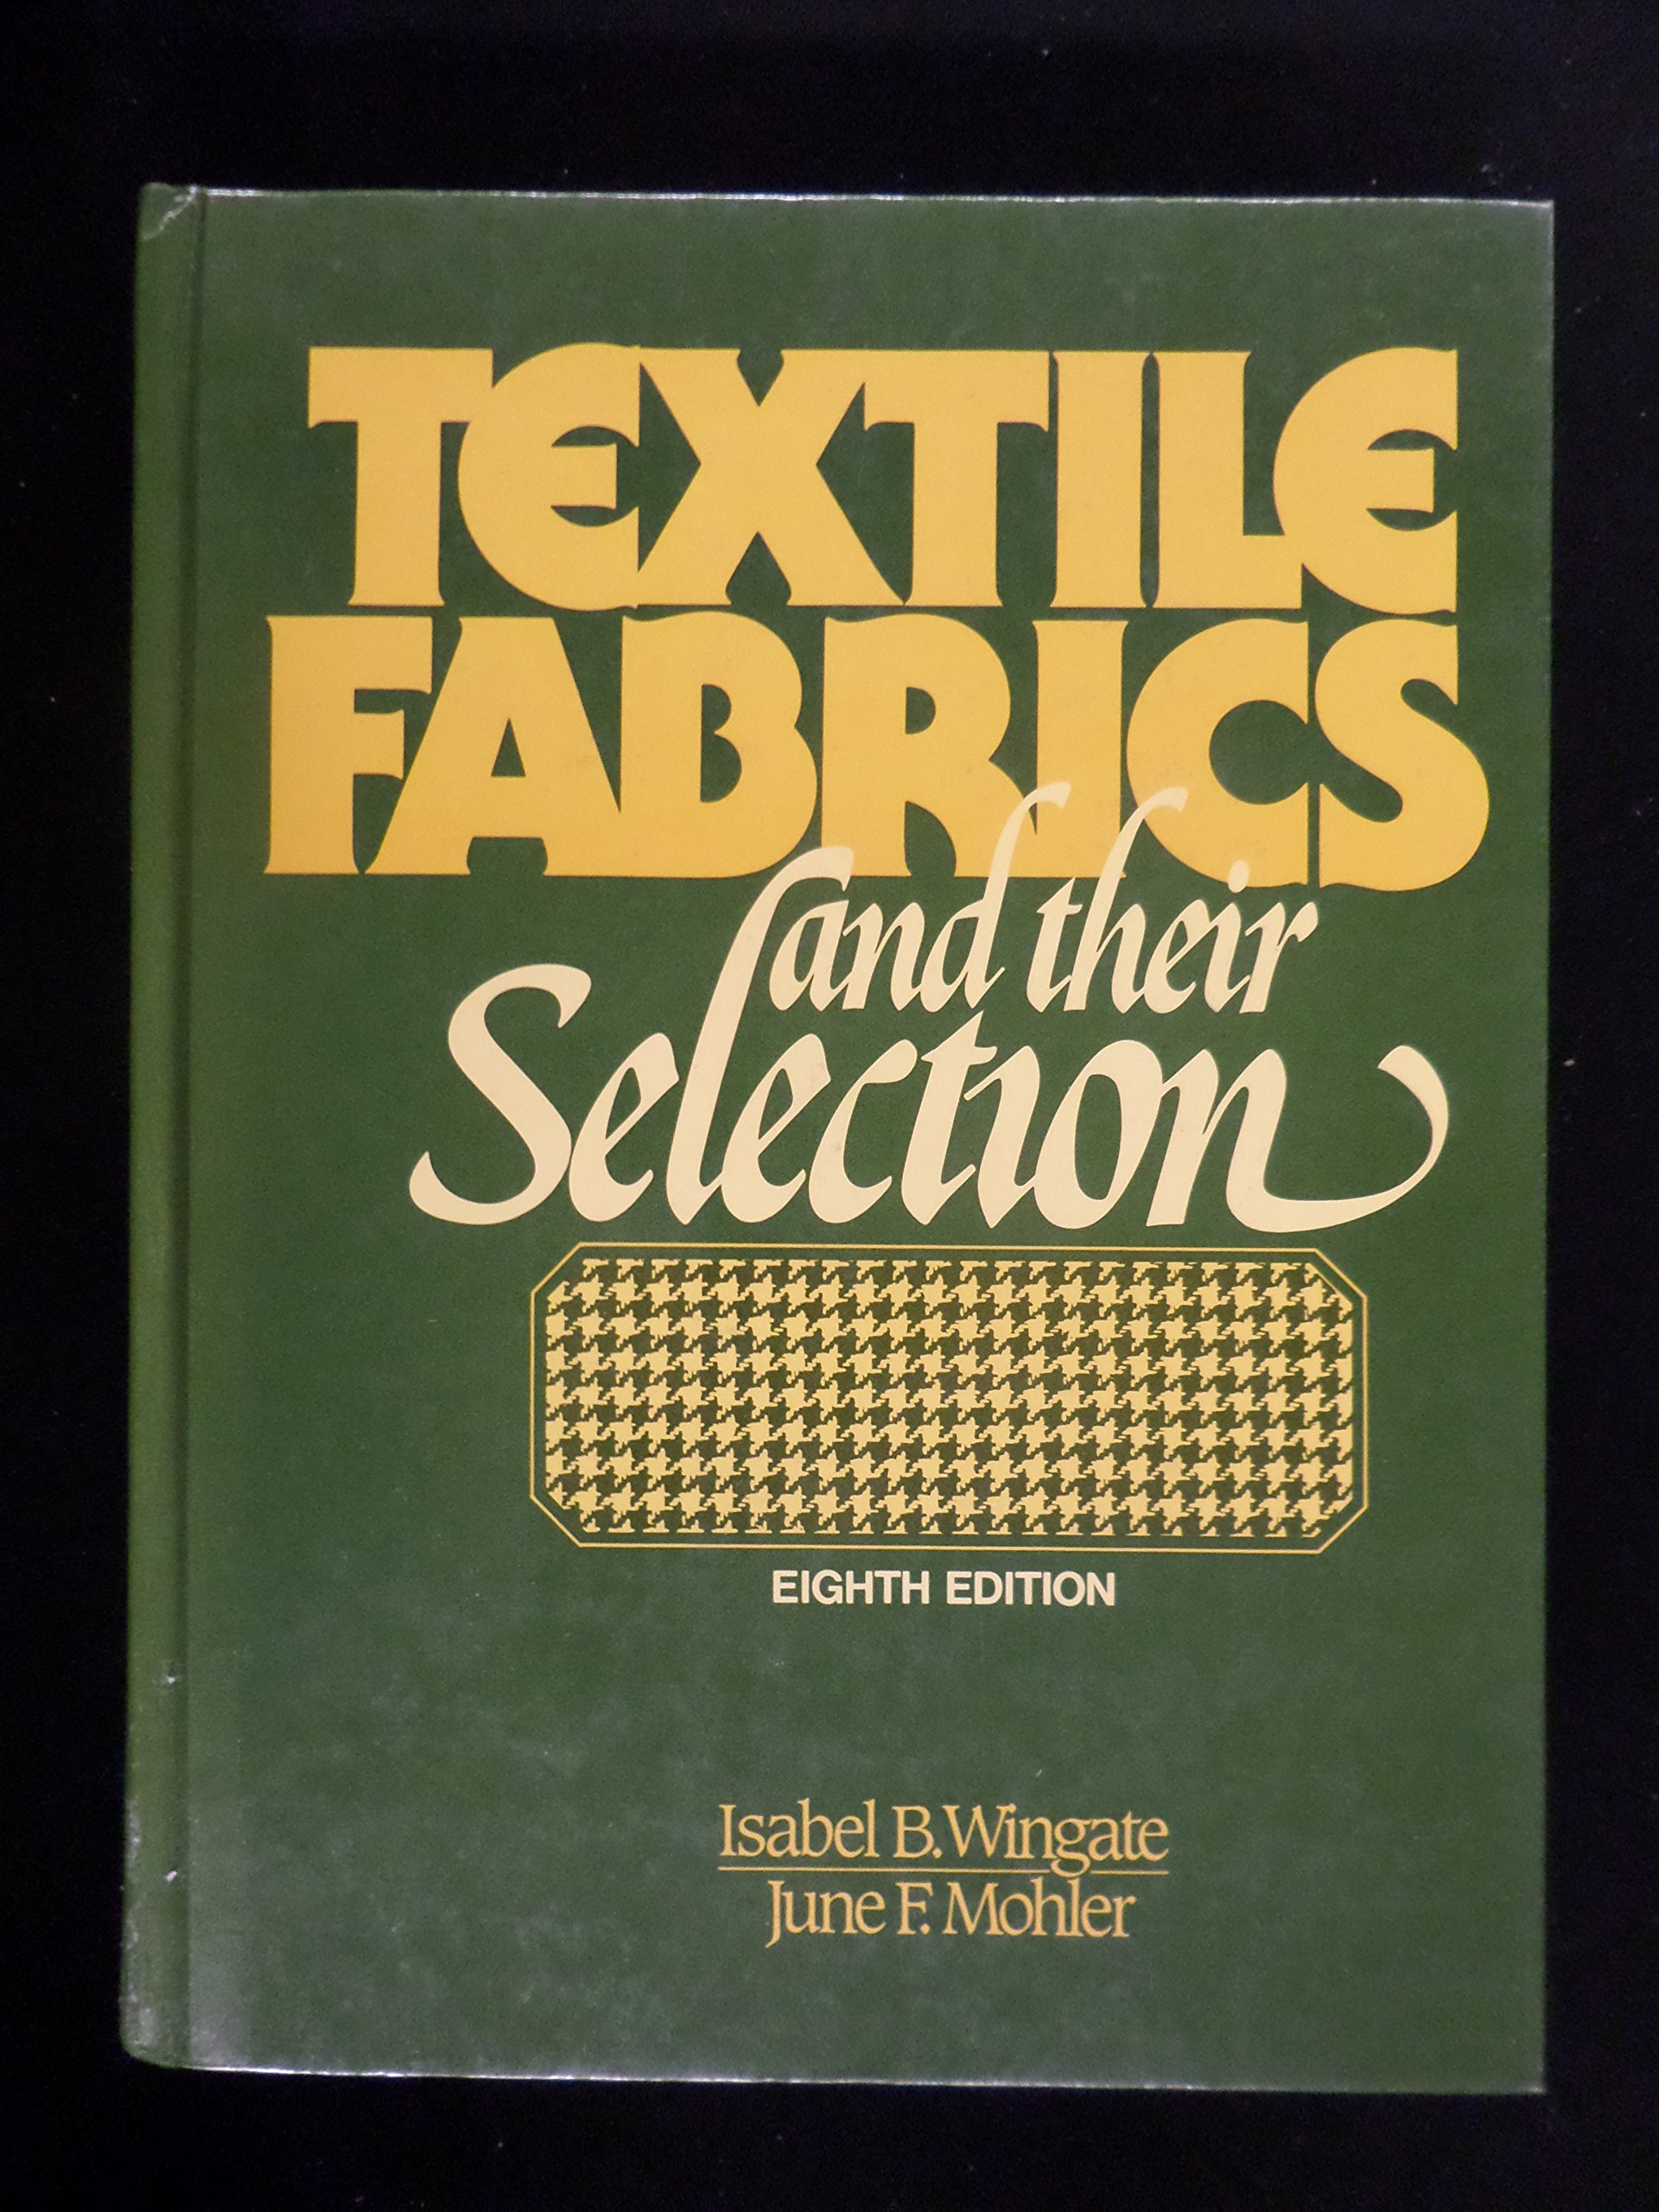 TEXTILE
FABRICS
and their
Selection
EIGHTH EDITION
Isabel B. Wingate
June F. Mohler